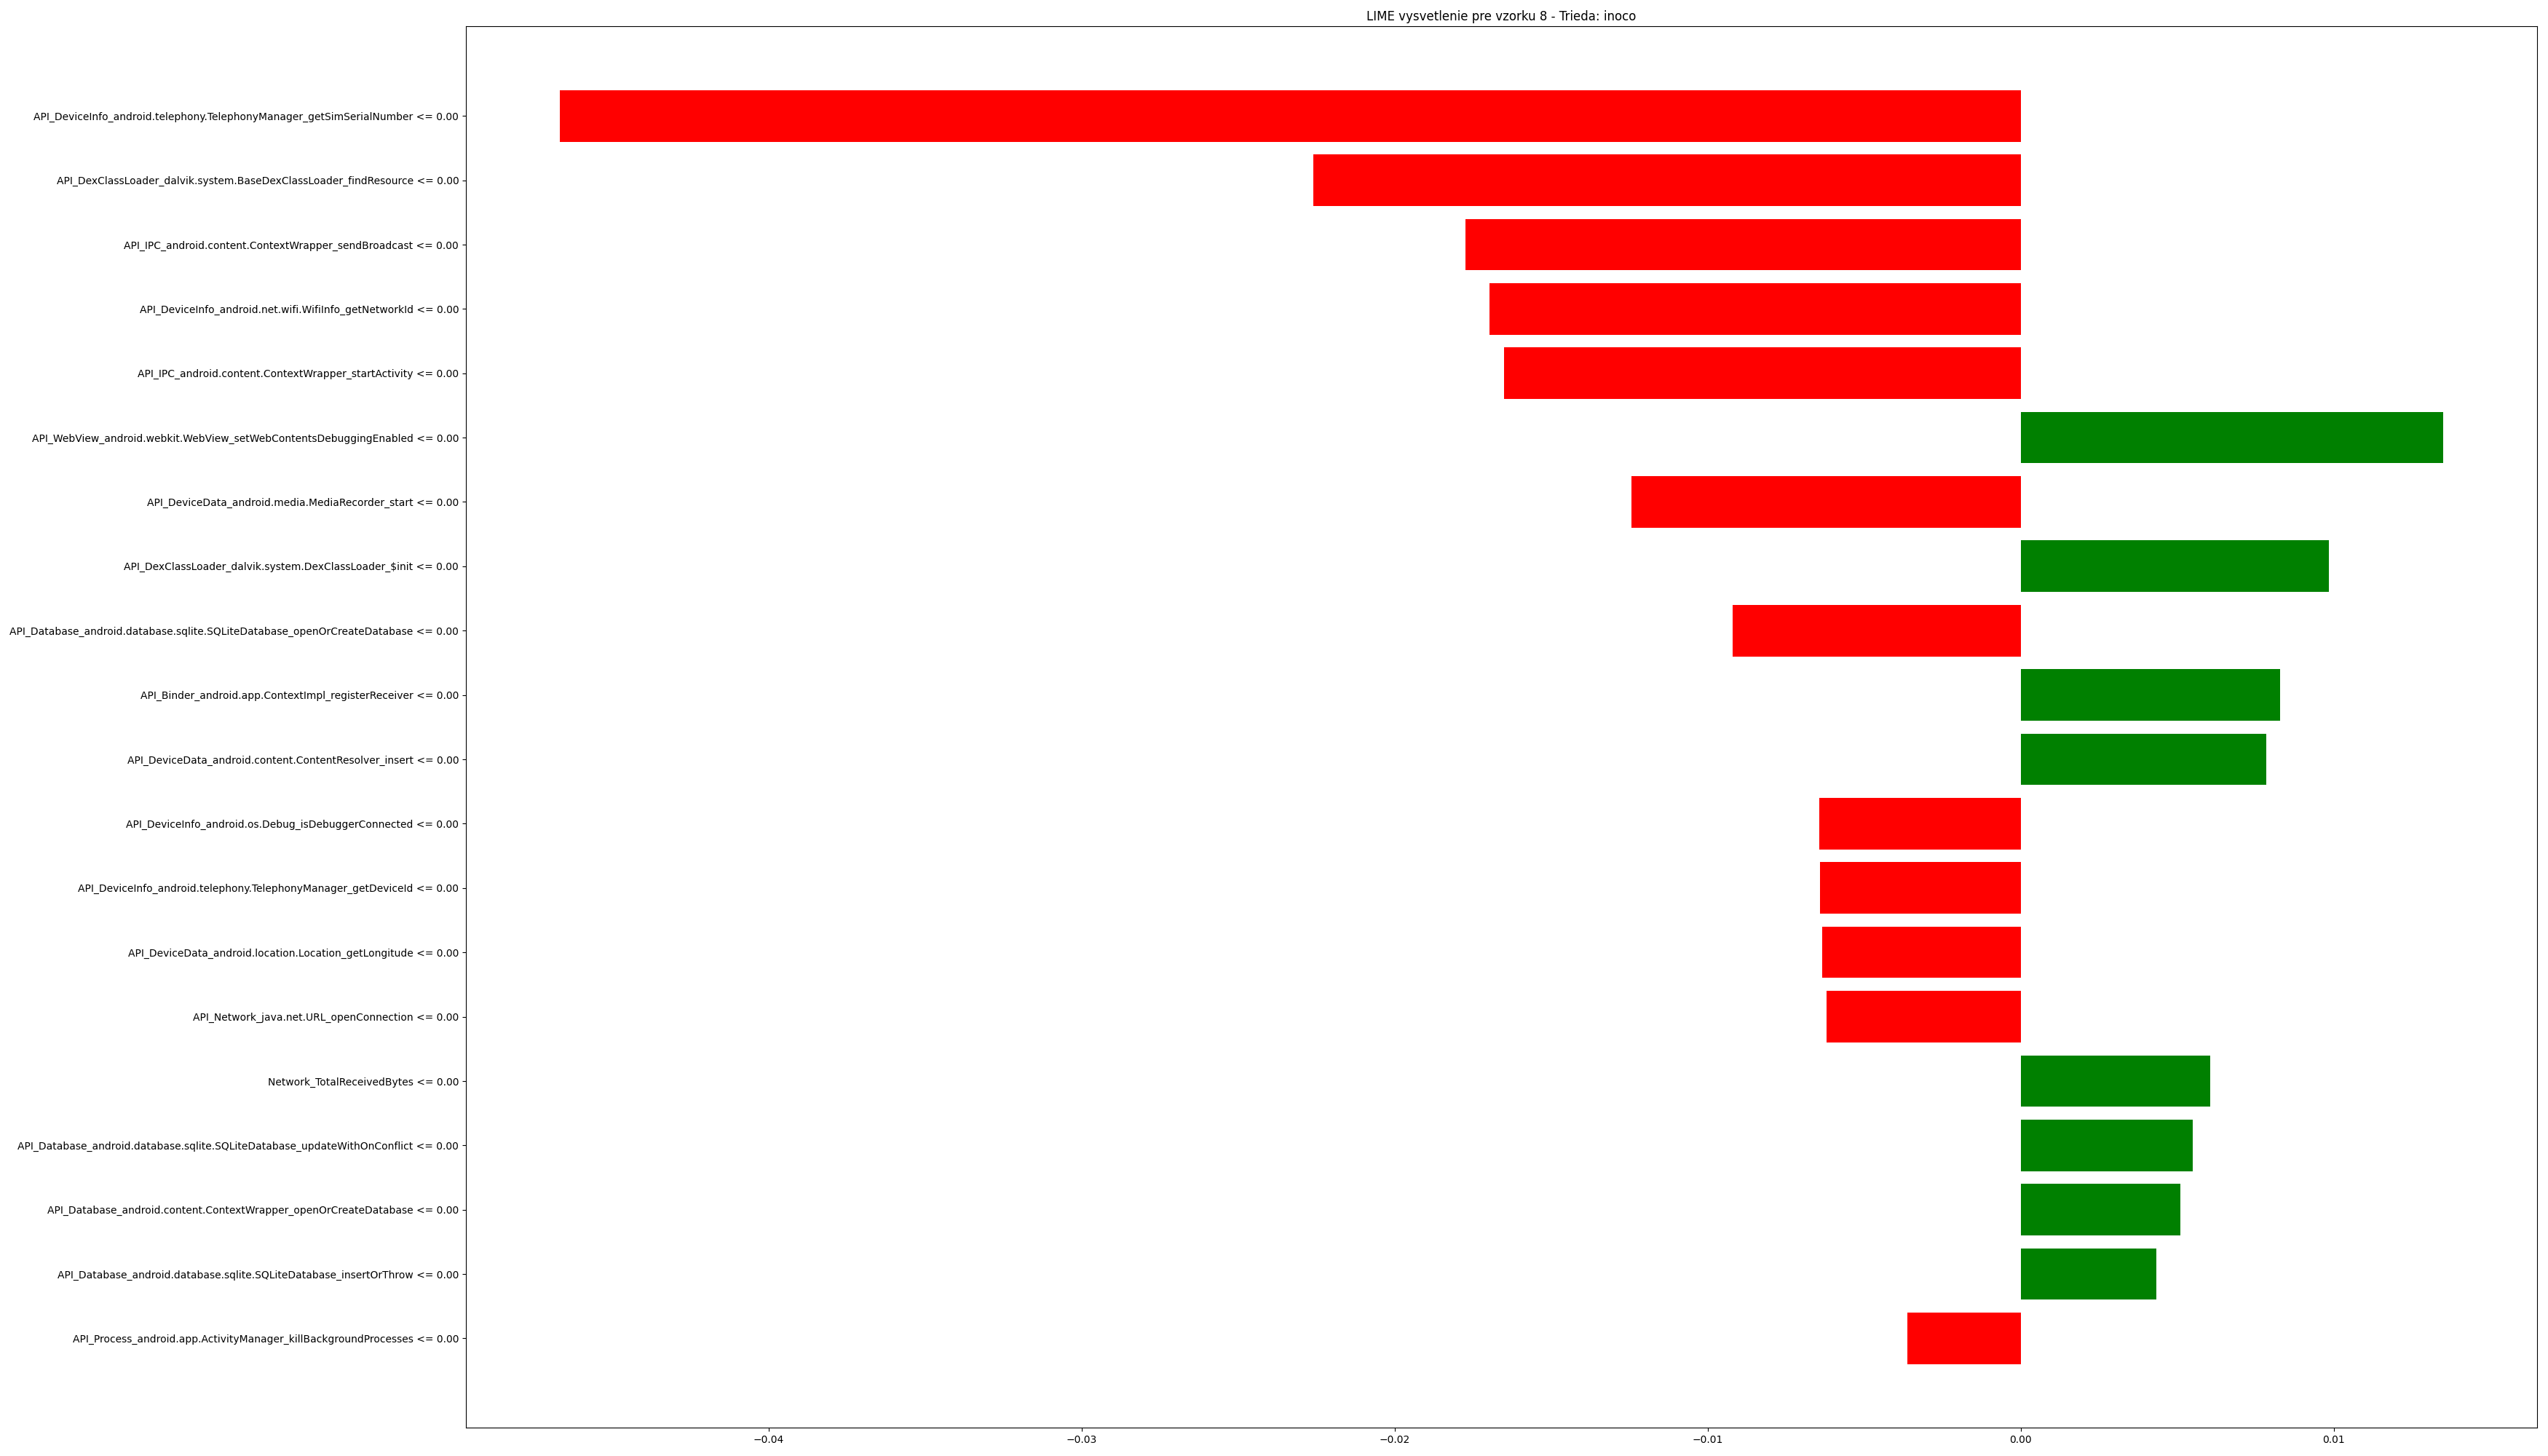 LIME vysvetlenie pre vzorku 8 - Trieda: inoco
API_DeviceInfo_android.telephony.TelephonyManager_getSimSerialNumber <= 0.00
API_DexClassLoader_dalvik.system.BaseDexClassLoader_findResource <= 0.00
API_IPC_android.content.ContextWrapper_sendBroadcast <= 0.00
API_DeviceInfo_android.net.wifi.WifiInfo_getNetworkId <= 0.00
API_IPC_android.content.ContextWrapper_startActivity <= 0.00
API_WebView_android.webkit.WebView_setWebContentsDebuggingEnabled <= 0.00
API_DeviceData_android.media.MediaRecorder_start <= 0.00
API_DexClassLoader_dalvik.system.DexClassLoader_$init <= 0.00
API_Database_android.database.sqlite.SQLiteDatabase_openOrCreateDatabase <= 0.00
API_Binder_android.app.ContextImpl_registerReceiver <= 0.00
API_DeviceData_android.content.ContentResolver_insert <= 0.00
API_DeviceInfo_android.os.Debug_isDebuggerConnected <= 0.00
API_DeviceInfo_android.telephony.TelephonyManager_getDeviceId <= 0.00
API_DeviceData_android.location.Location_getLongitude <= 0.00
API_Network_java.net.URL_openConnection <= 0.00
Network_TotalReceivedBytes <= 0.00
API_Database_android.database.sqlite.SQLiteDatabase_updateWithOnConflict <= 0.00
API_Database_android.content.ContextWrapper_openOrCreateDatabase <= 0.00
API_Database_android.database.sqlite.SQLiteDatabase_insertOrThrow <= 0.00
API_Process_android.app.ActivityManager_killBackgroundProcesses <= 0.00
−0.04 −0.03 −0.02 −0.01 0.00 0.01